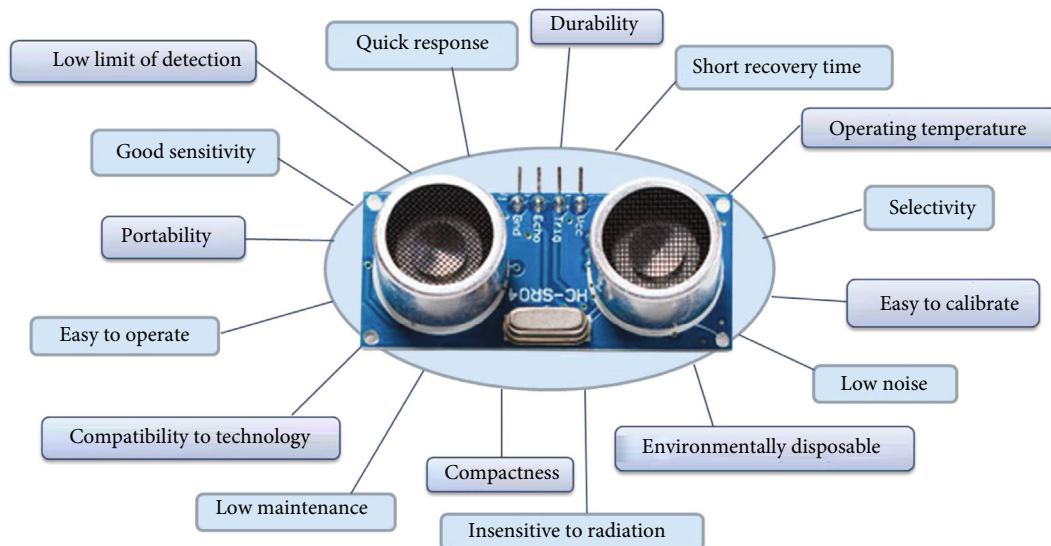 Durability
Quick response
Low limit of detection
Short recovery time
Operating temperature
Good sensitivity
Selectivity
Portability
Gnd
Echo
Trig
Vcc
HC-SR04
Easy to calibrate
Easy to operate
Low noise
Compatibility to technology
Environmentally disposable
Compactness
Low maintenance
Insensitive to radiation